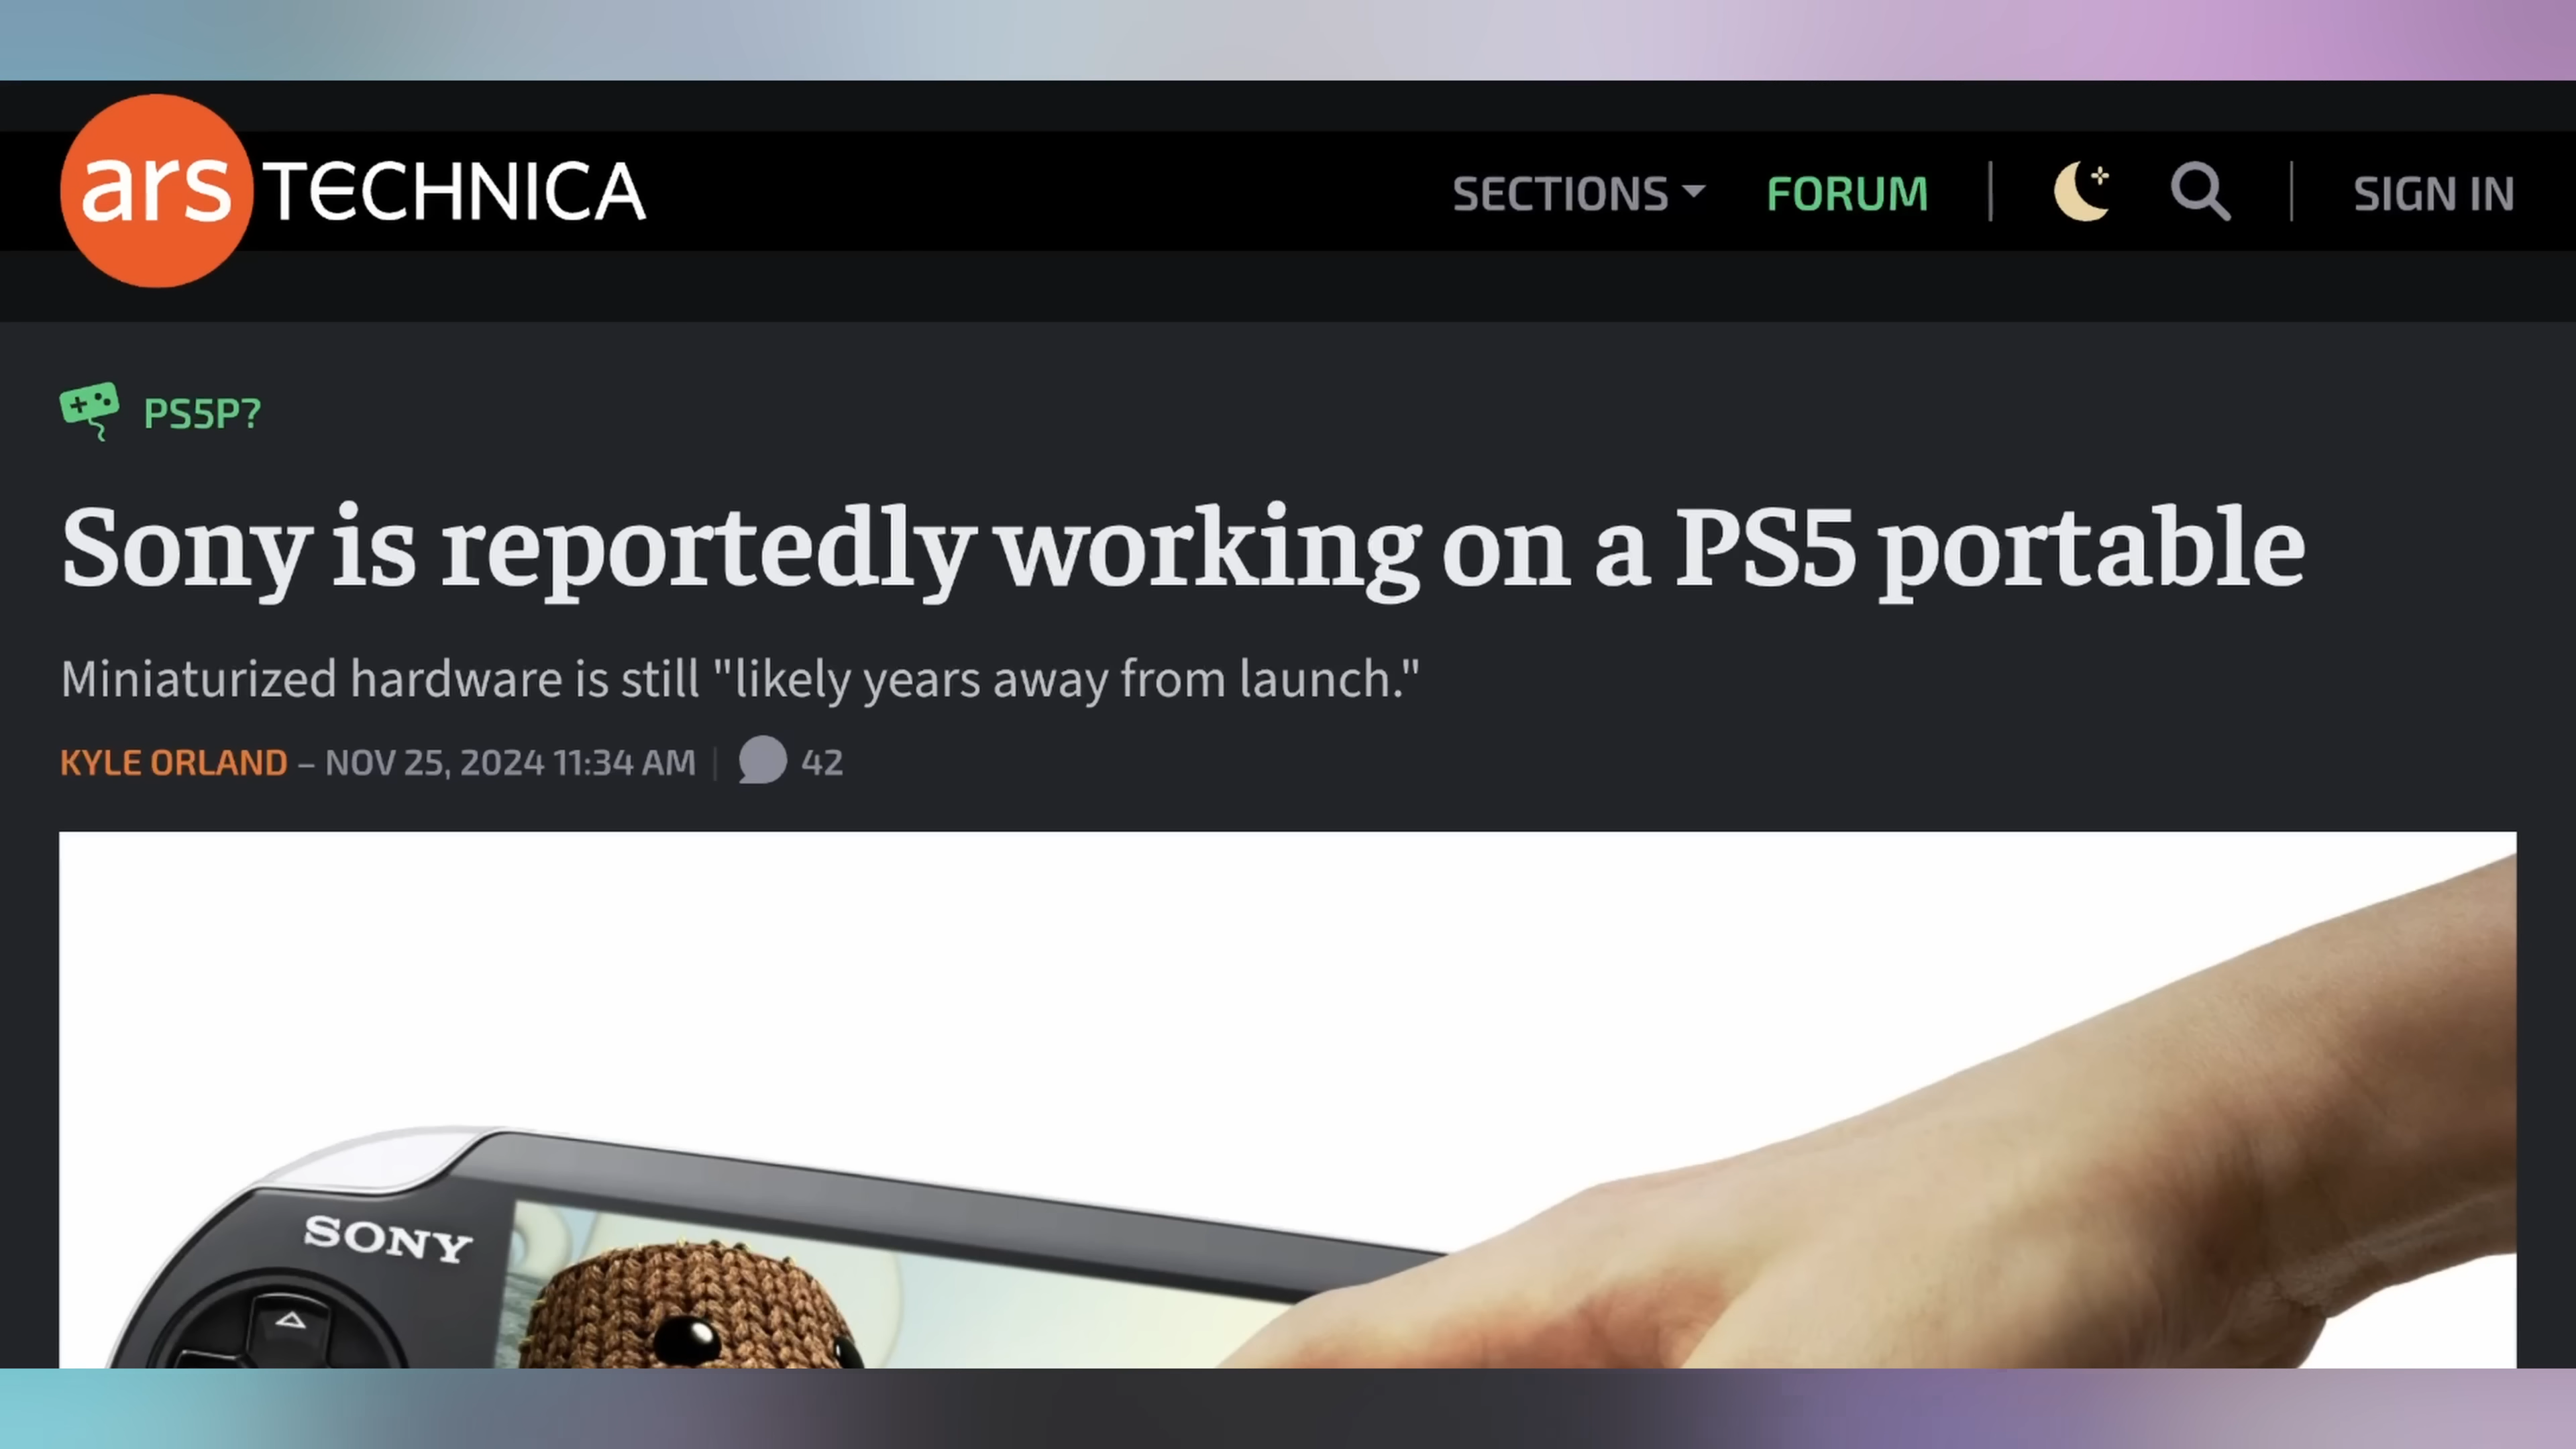 ars TECHNICA
SECTIONS FORUM SIGN IN
PS5P?
Sony is reportedly working on a PS5 portable
Miniaturized hardware is still "likely years away from launch."
KYLE ORLAND – NOV 25, 2024 11:34 AM 42
SONY